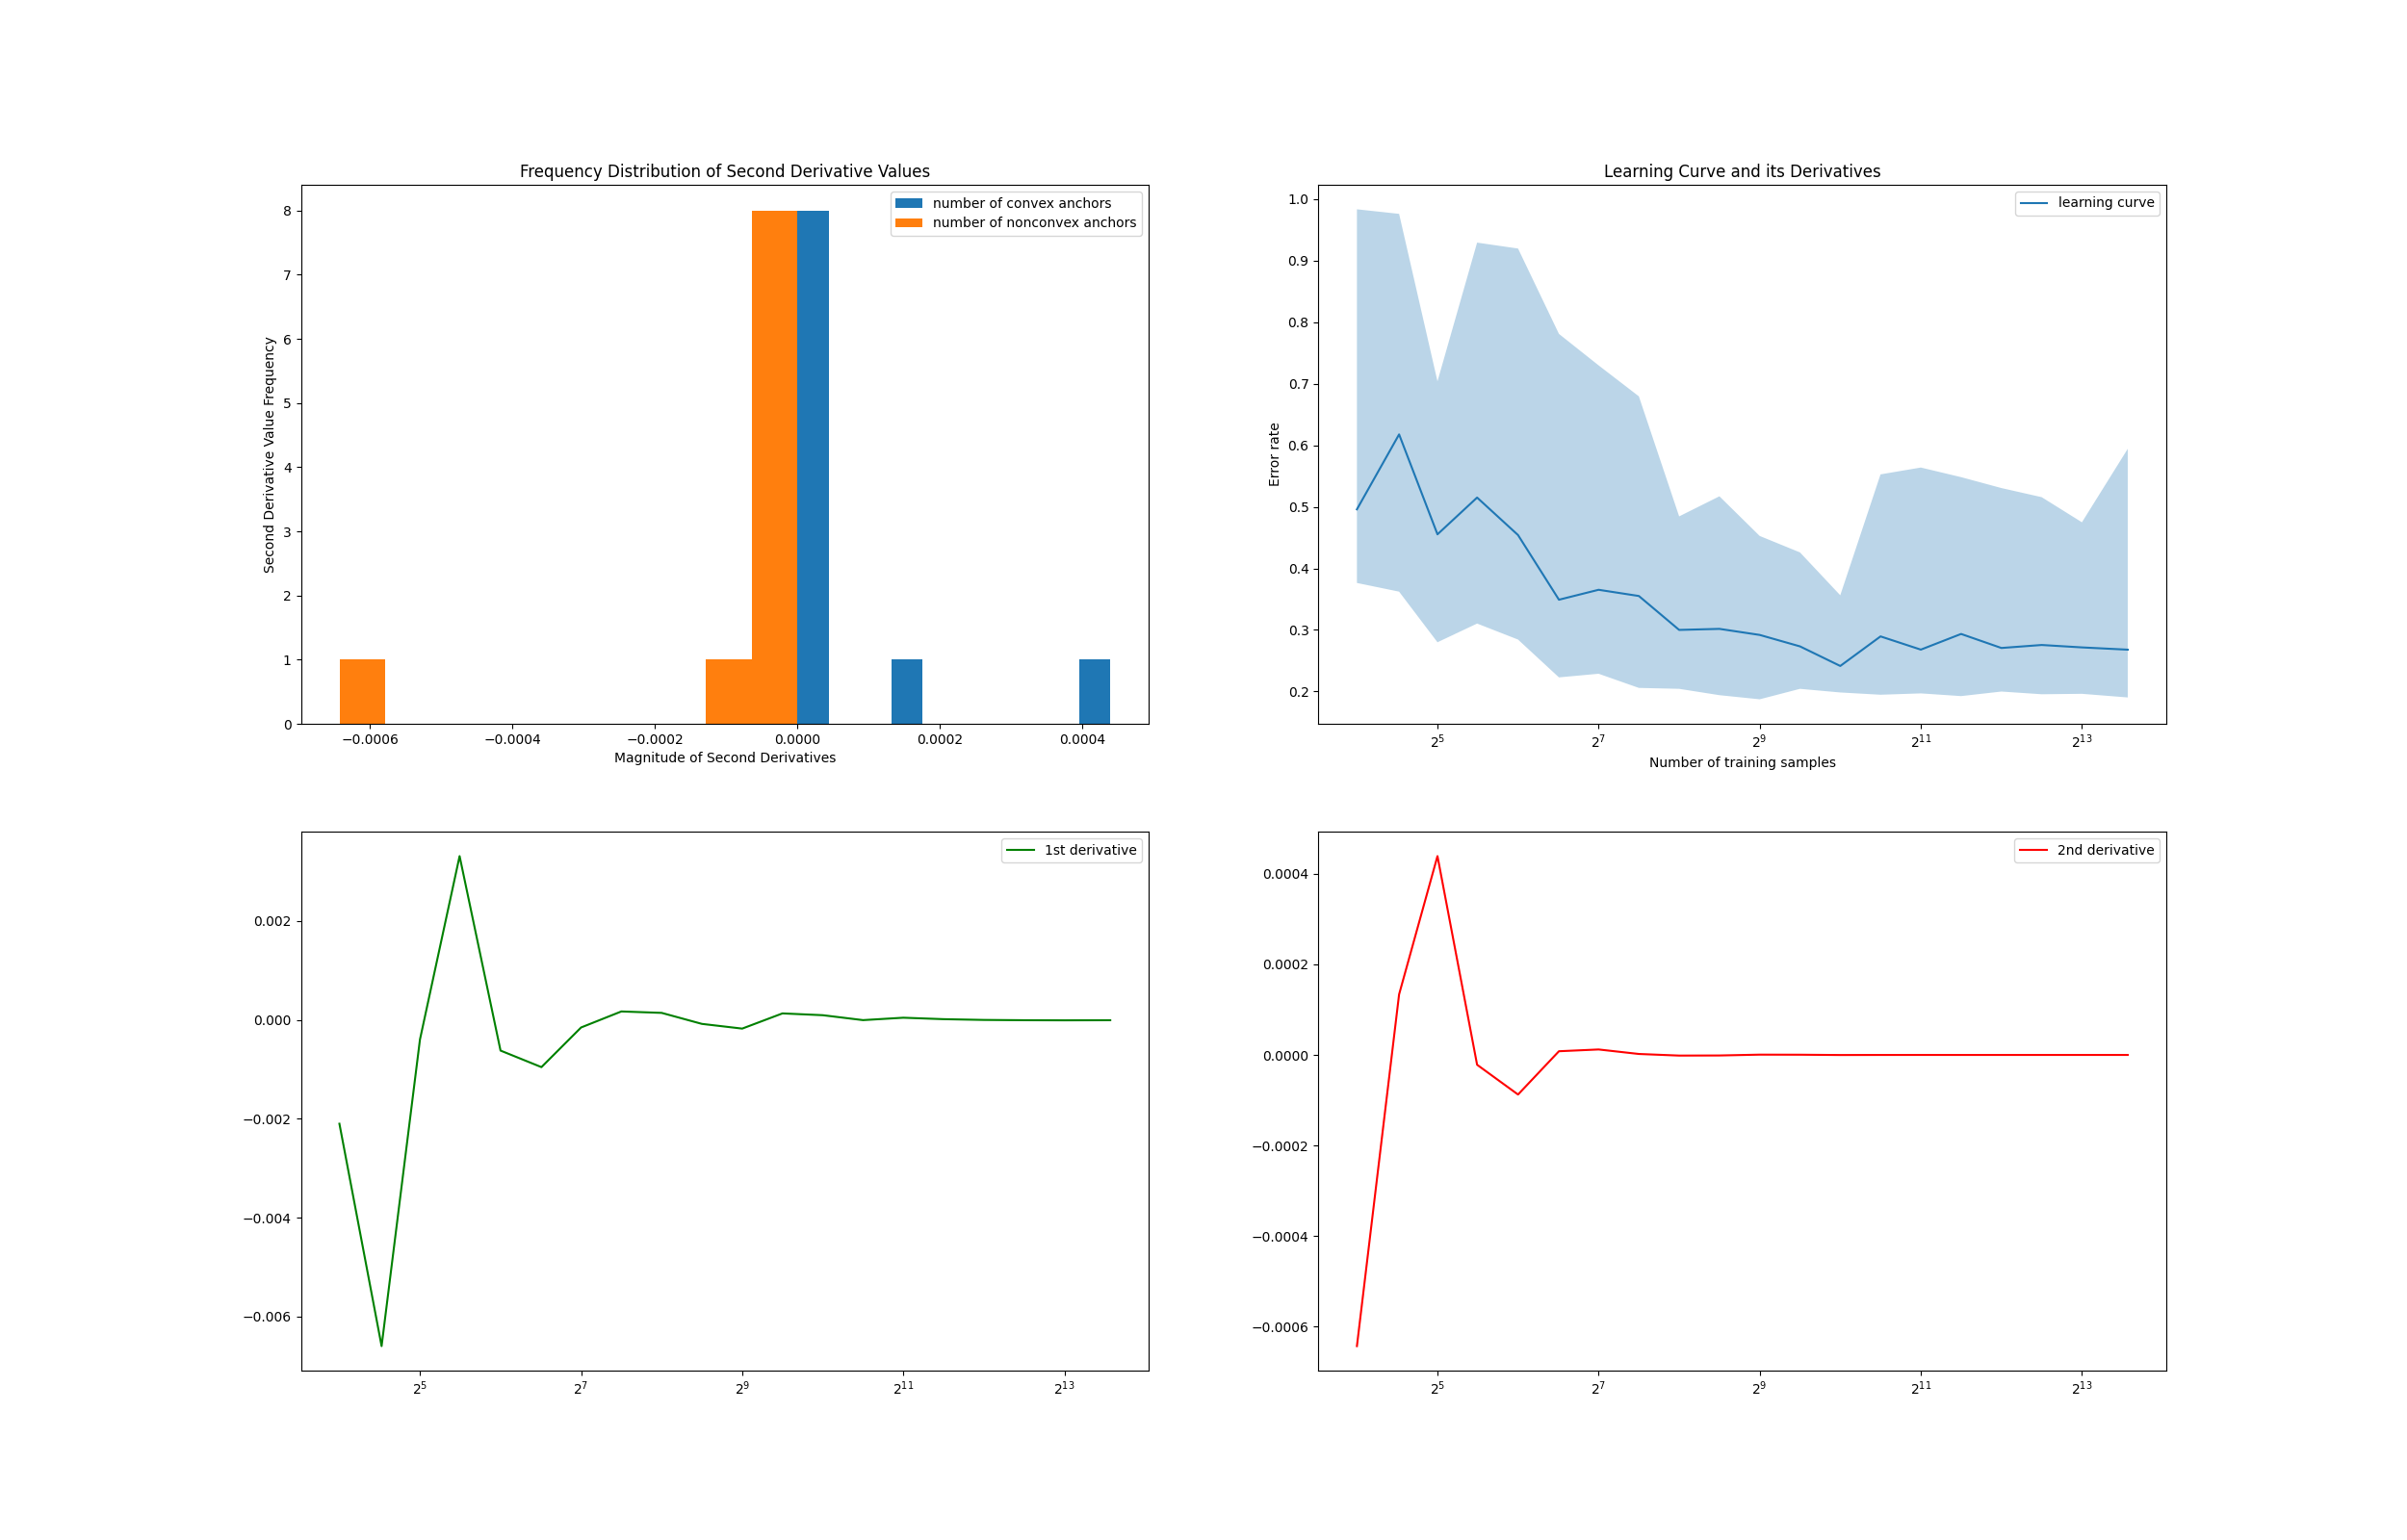 Frequency Distribution of Second Derivative Values
number of convex anchors
number of nonconvex anchors
Second Derivative Value Frequency
8
7
6
5
4
3
2
1
0
−0.0006 −0.0004 −0.0002 0.0000 0.0002 0.0004
Magnitude of Second Derivatives
Learning Curve and its Derivatives
learning curve
Error rate
1.0
0.9
0.8
0.7
0.6
0.5
0.4
0.3
0.2
2⁵ 2⁷ 2⁹ 2¹¹ 2¹³
Number of training samples
1st derivative
0.002
0.000
−0.002
−0.004
−0.006
2⁵ 2⁷ 2⁹ 2¹¹ 2¹³
2nd derivative
0.0004
0.0002
0.0000
−0.0002
−0.0004
−0.0006
2⁵ 2⁷ 2⁹ 2¹¹ 2¹³